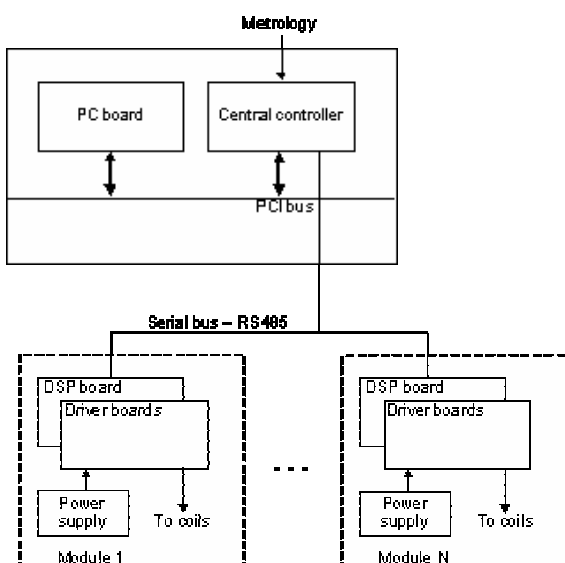 Metrology
PC board
Central controller
PCI bus
Serial bus – RS485
DSP board
Driver boards
Power
supply
To coils
Module 1
...
DSP board
Driver boards
Power
supply
To coils
Module N